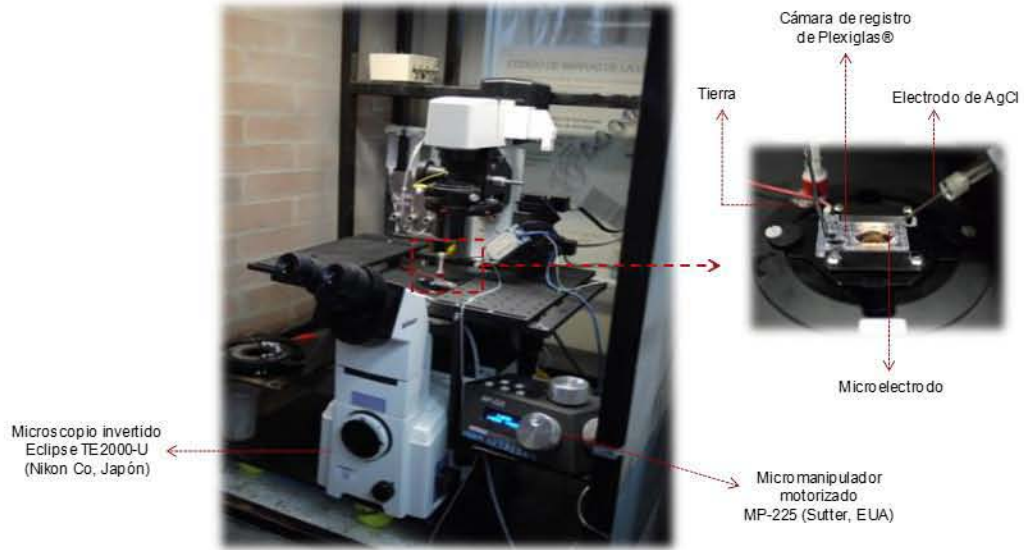 Cámara de registro
de Plexiglas®
Tierra
Electrodo de AgCl
Microelectrodo
Microscopio invertido
Eclipse TE2000-U
(Nikon Co, Japón)
Micromanipulador
motorizado
MP-225 (Sutter, EUA)